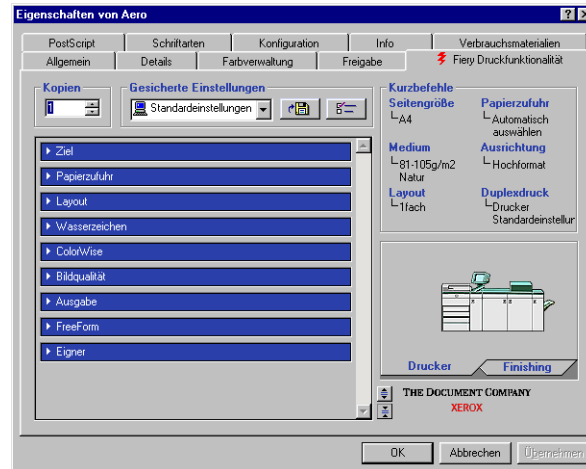 Eigenschaften von Aero
PostScript
Schriftarten
Konfiguration
Info
Verbrauchsmaterialien
Allgemein
Details
Farbverwaltung
Freigabe
Fiery Druckfunktionalität
Kopien
1
Gesicherte Einstellungen
Standardeinstellungen
Ziel
Papierzufuhr
Layout
Wasserzeichen
ColorWise
Bildqualität
Ausgabe
FreeForm
Eigner
Kurzbefehle
Seitengröße
A4
Papierzufuhr
Automatisch
auswählen
Medium
81-105g/m2
Natur
Ausrichtung
Hochformat
Layout
1fach
Duplexdruck
Drucker
Standardeinstellur
Drucker
Finishing
THE DOCUMENT COMPANY
XEROX
OK
Abbrechen
Übernehmen